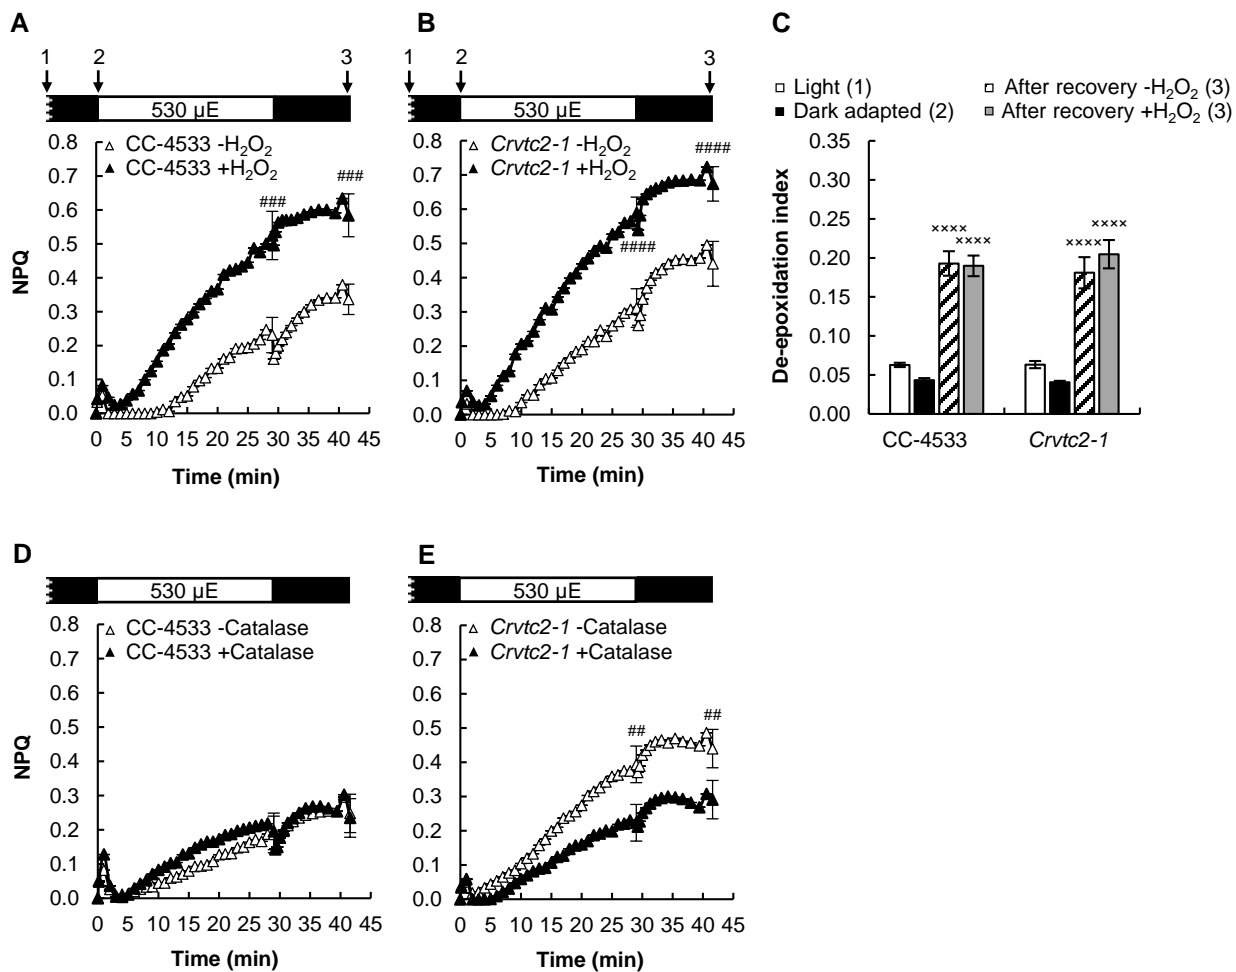 A
1 2 3
530 µE
△ CC-4533 -H₂O₂
▲ CC-4533 +H₂O₂
###
###
NPQ
0.8
0.7
0.6
0.5
0.4
0.3
0.2
0.1
0.0
0 5 10 15 20 25 30 35 40 45
Time (min)
B
1 2 3
530 µE
△ Crvtc2-1 -H₂O₂
▲ Crvtc2-1 +H₂O₂
####
####
0.8
0.7
0.6
0.5
0.4
0.3
0.2
0.1
0.0
0 5 10 15 20 25 30 35 40 45
Time (min)
C
Light (1) After recovery -H₂O₂ (3)
Dark adapted (2) After recovery +H₂O₂ (3)
De-epoxidation index
0.35
0.30
0.25
0.20
0.15
0.10
0.05
0.00
×××× ××××
×××× ××××
CC-4533 Crvtc2-1
D
530 µE
△ CC-4533 -Catalase
▲ CC-4533 +Catalase
NPQ
0.8
0.7
0.6
0.5
0.4
0.3
0.2
0.1
0.0
0 5 10 15 20 25 30 35 40 45
Time (min)
E
530 µE
△ Crvtc2-1 -Catalase
▲ Crvtc2-1 +Catalase
## ##
0.8
0.7
0.6
0.5
0.4
0.3
0.2
0.1
0.0
0 5 10 15 20 25 30 35 40 45
Time (min)